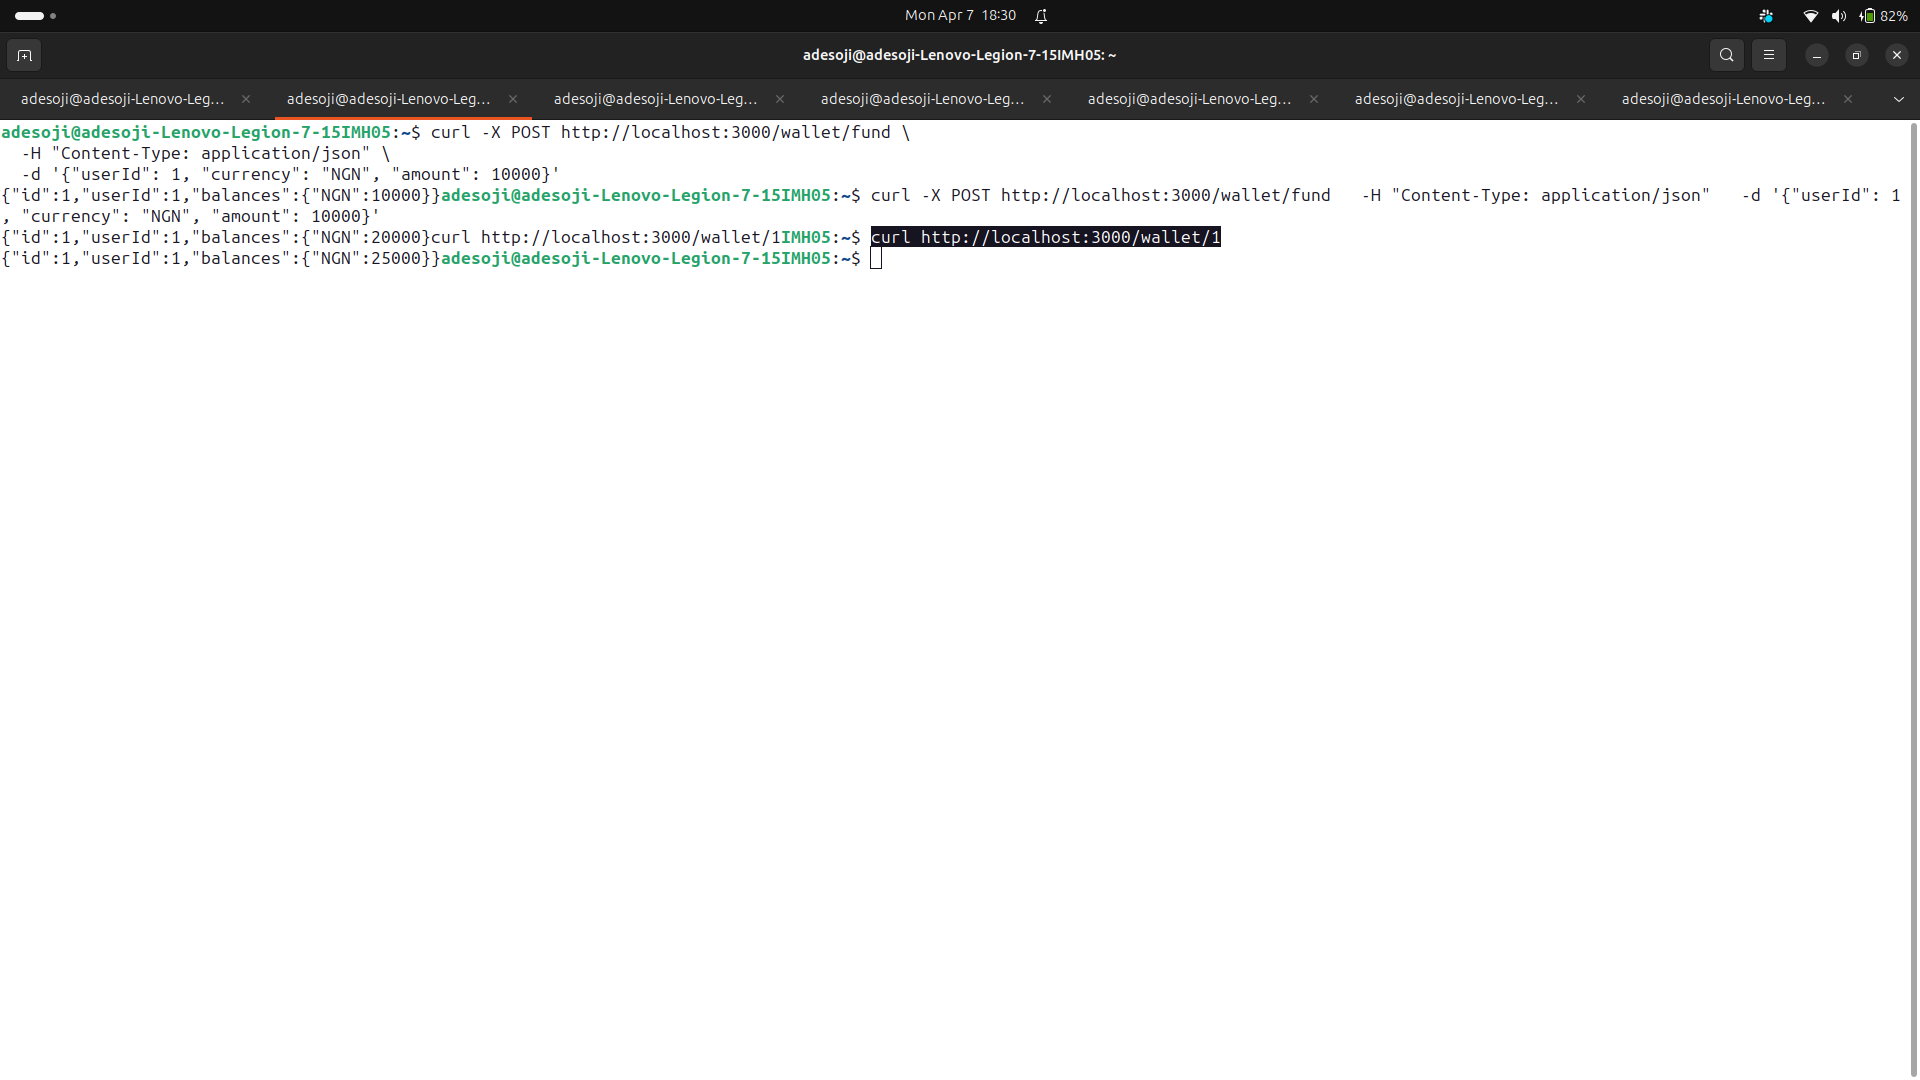 Mon Apr 7 18:30
82%
adesoji@adesoji-Lenovo-Legion-7-15IMH05: ~
adesoji@adesoji-Lenovo-Leg… adesoji@adesoji-Lenovo-Leg… adesoji@adesoji-Lenovo-Leg… adesoji@adesoji-Lenovo-Leg… adesoji@adesoji-Lenovo-Leg… adesoji@adesoji-Lenovo-Leg… adesoji@adesoji-Lenovo-Leg…
adesoji@adesoji-Lenovo-Legion-7-15IMH05:~$ curl -X POST http://localhost:3000/wallet/fund \
  -H "Content-Type: application/json" \
  -d '{"userId": 1, "currency": "NGN", "amount": 10000}'
{"id":1,"userId":1,"balances":{"NGN":10000}}adesoji@adesoji-Lenovo-Legion-7-15IMH05:~$ curl -X POST http://localhost:3000/wallet/fund   -H "Content-Type: application/json"   -d '{"userId": 1
, "currency": "NGN", "amount": 10000}'
{"id":1,"userId":1,"balances":{"NGN":20000}curl http://localhost:3000/wallet/1IMH05:~$ curl http://localhost:3000/wallet/1
{"id":1,"userId":1,"balances":{"NGN":25000}}adesoji@adesoji-Lenovo-Legion-7-15IMH05:~$